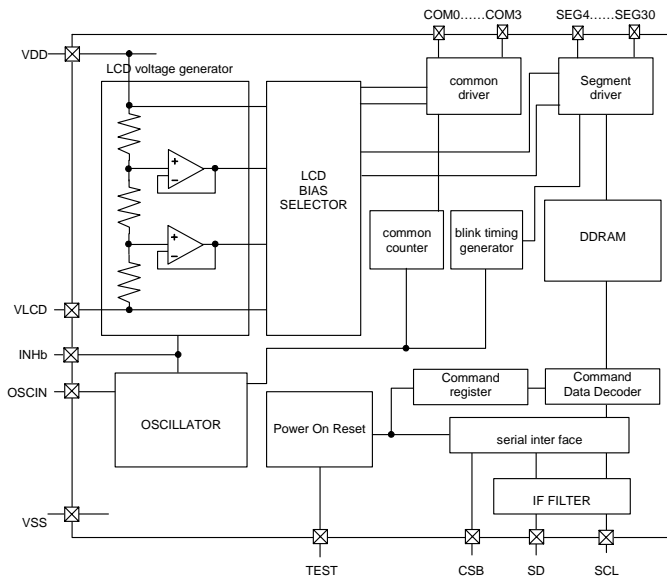 COM0......COM3
SEG4......SEG30
VDD
LCD voltage generator
common
driver
Segment
driver
+
−
LCD
BIAS
SELECTOR
+
−
common
counter
blink timing
generator
DDRAM
VLCD
INHb
OSCIN
OSCILLATOR
Command
register
Command
Data Decoder
Power On Reset
serial inter face
IF FILTER
VSS
TEST
CSB
SD
SCL